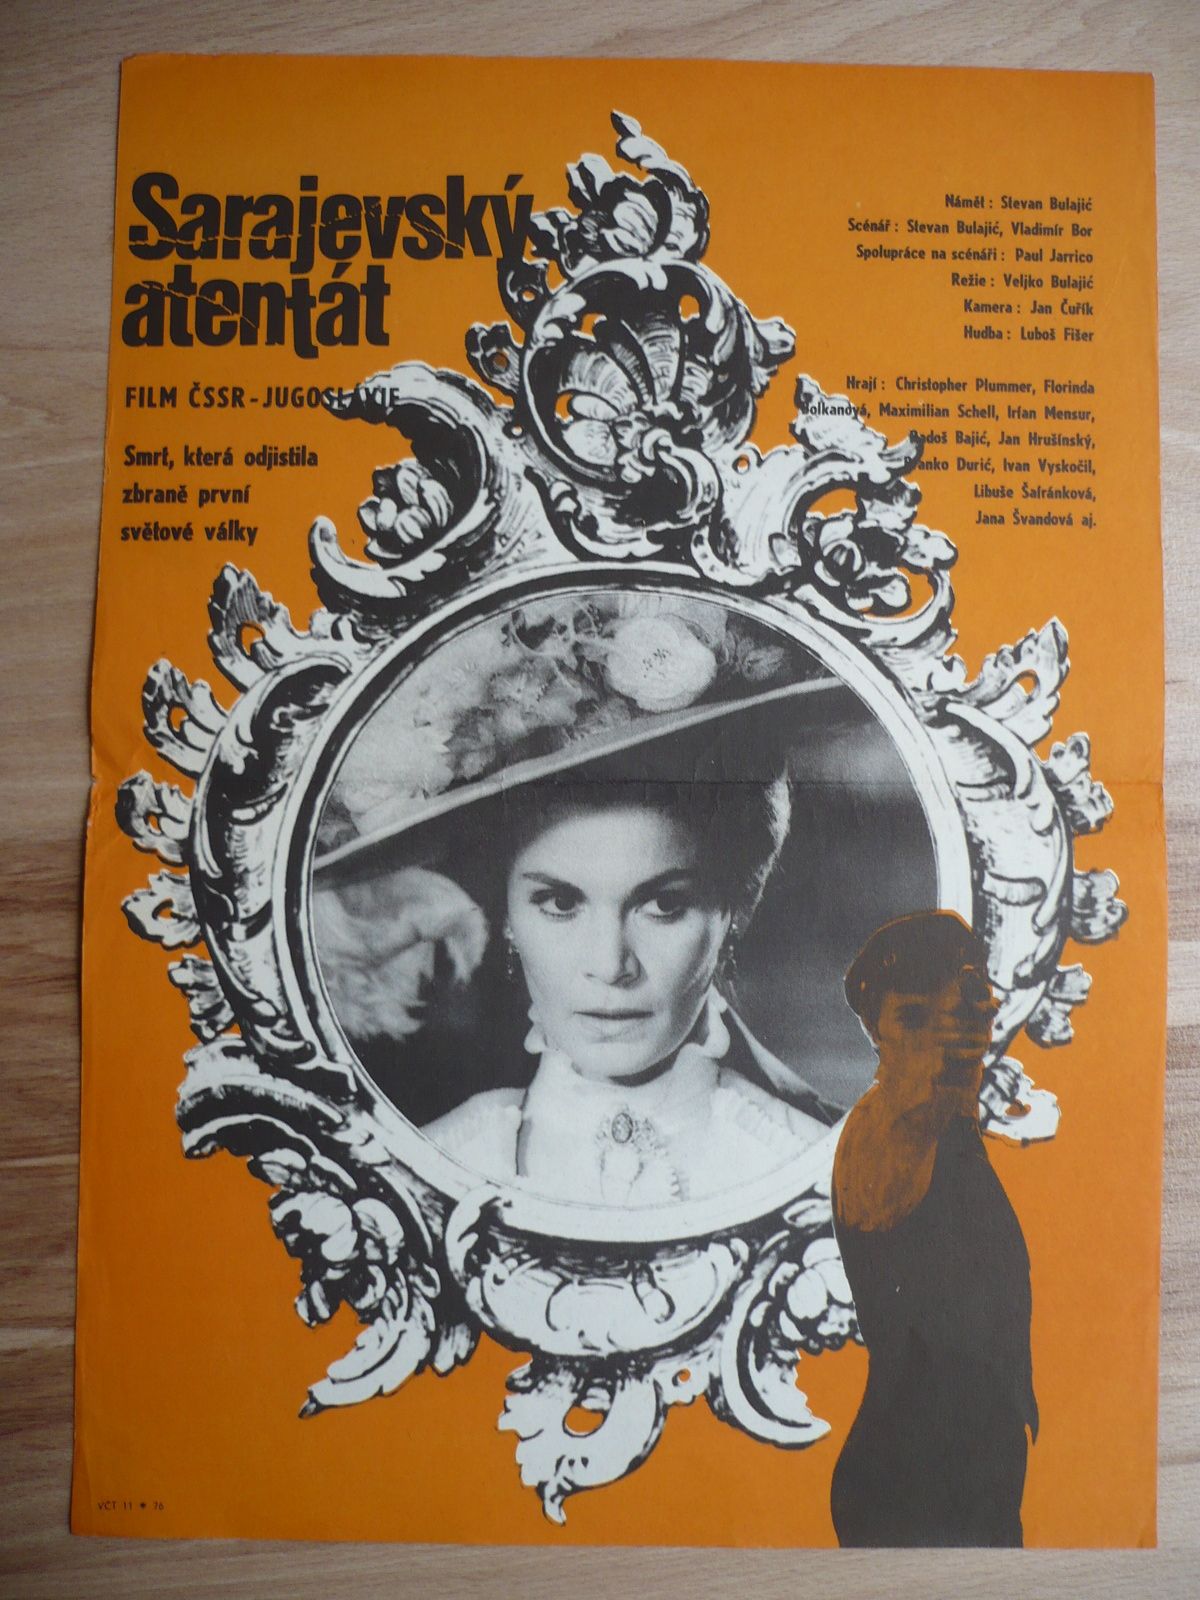 Sarajevský
atentát
FILM ČSSR-JUGOSLÁVIE
Smrt, která odjistila
zbraně první
světové války
Námět: Stevan Bulajić
Scénář: Stevan Bulajić, Vladimír Bor
Spolupráce na scénáři: Paul Jarrico
Režie: Veljko Bulajić
Kamera: Jan Čuřík
Hudba: Luboš Fišer
Hrají: Christopher Plummer, Florinda
Bolkanová, Maximilian Schell, Irfan Mensur,
Radoš Bajić, Jan Hrušínský,
Branko Durić, Ivan Vyskočil,
Libuše Šafránková,
Jana Švandová aj.
VČT 11 * 76